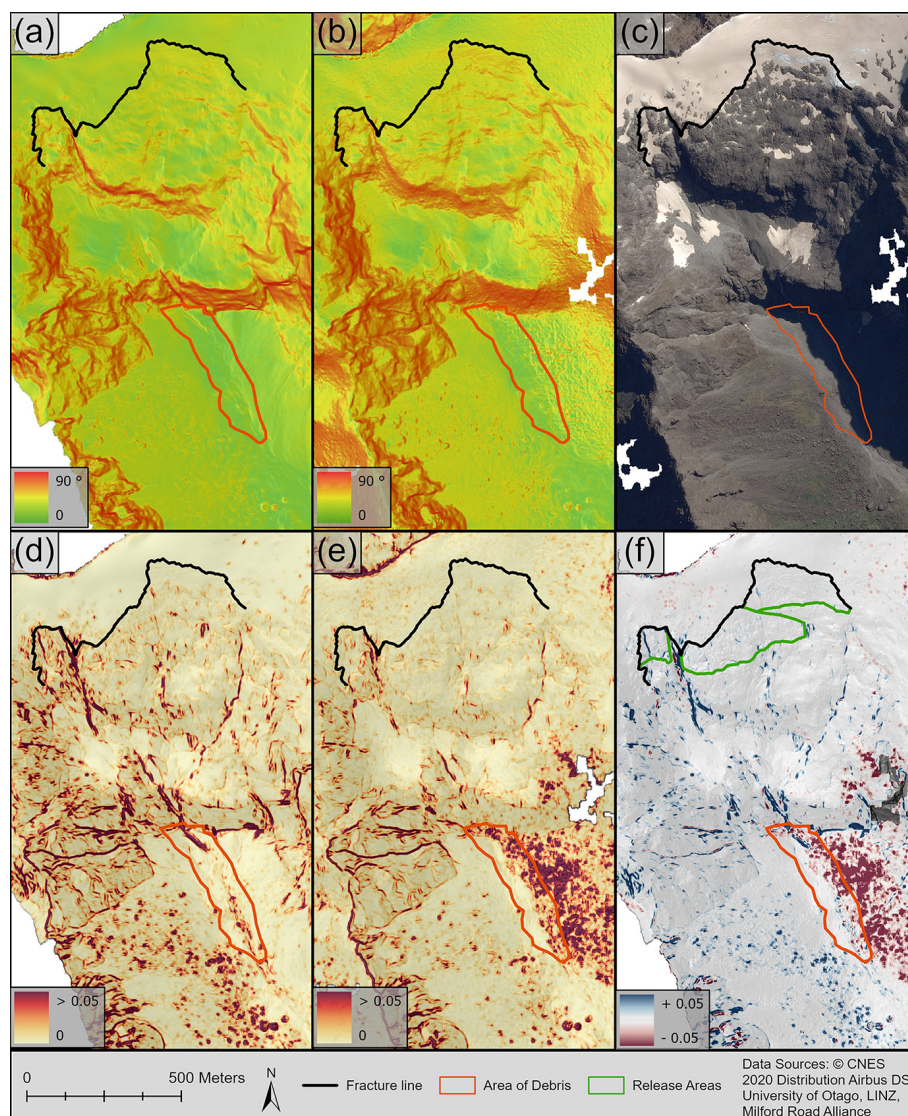 (a)
(b)
(c)
90 °
0
90 °
0
(d)
(e)
(f)
> 0.05
0
> 0.05
0
+ 0.05
- 0.05
0
500 Meters
N
Fracture line
Area of Debris
Release Areas
Data Sources: © CNES
2020 Distribution Airbus DS,
University of Otago, LINZ,
Milford Road Alliance